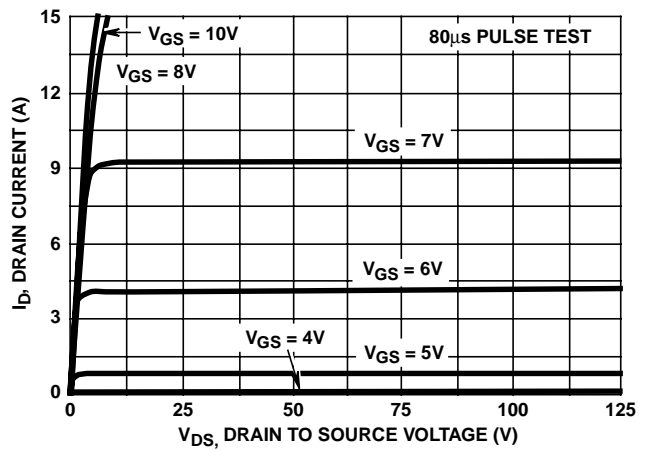 15
12
9
6
3
0
I_D, DRAIN CURRENT (A)
V_GS = 10V
80µs PULSE TEST
V_GS = 8V
V_GS = 7V
V_GS = 6V
V_GS = 4V
V_GS = 5V
0 25 50 75 100 125
V_DS, DRAIN TO SOURCE VOLTAGE (V)